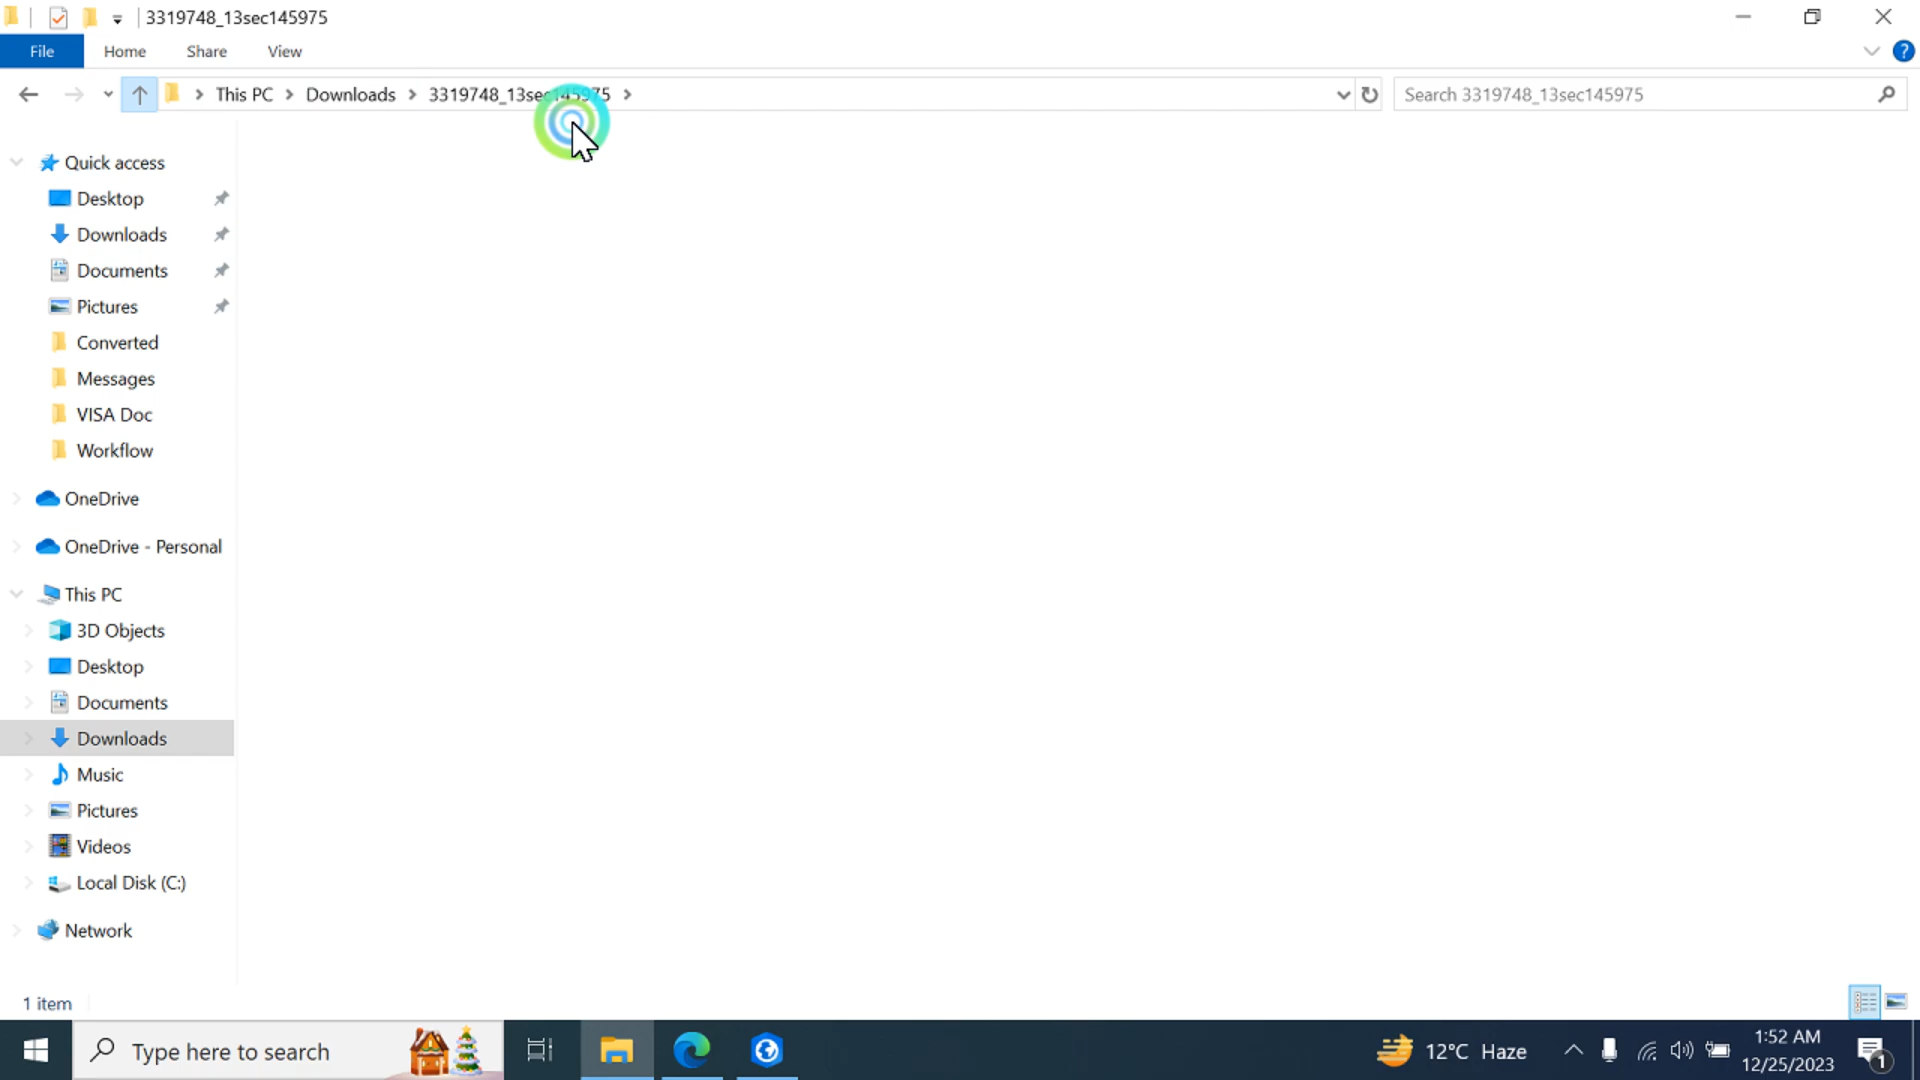 3319748_13sec145975
File Home Share View ?
This PC Downloads 3319748_13sec145975 Search 3319748_13sec145975
Quick access
Desktop
Downloads
Documents
Pictures
Converted
Messages
VISA Doc
Workflow
OneDrive
OneDrive - Personal
This PC
3D Objects
Desktop
Documents
Downloads
Music
Pictures
Videos
Local Disk (C:)
Network
1 item
Type here to search 12°C Haze 1:52 AM
12/25/2023 1